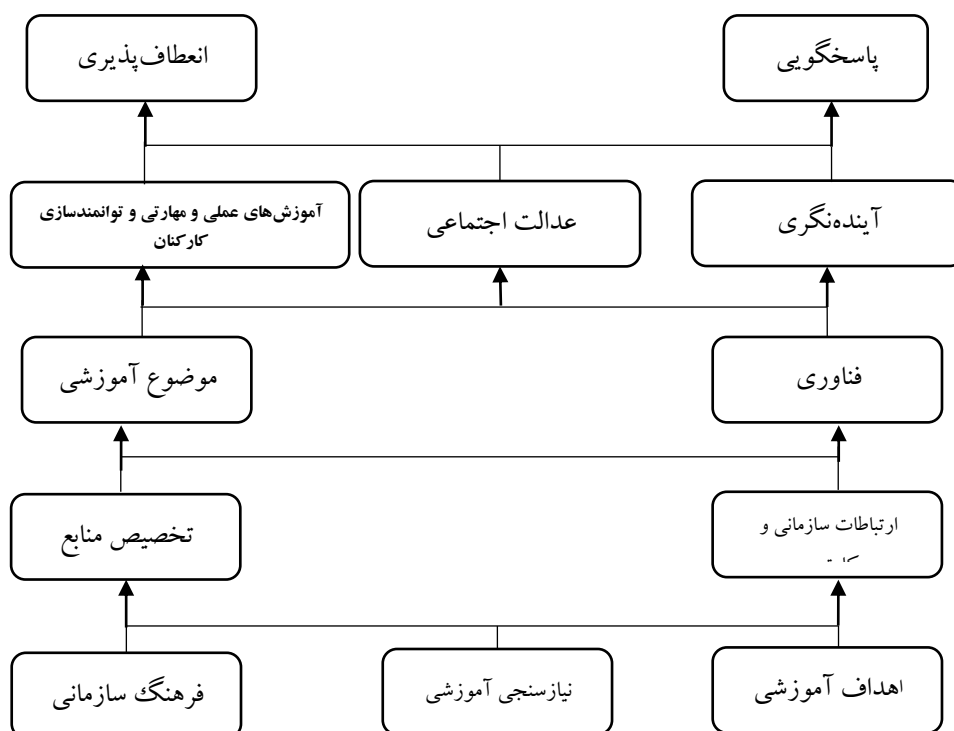 پاسخگویی
انعطاف‌پذیری
آینده‌نگری
عدالت اجتماعی
آموزش‌های عملی و مهارتی و توانمندسازی
کارکنان
فناوری
موضوع آموزشی
ارتباطات سازمانی و
تخصیص منابع
اهداف آموزشی
نیازسنجی آموزشی
فرهنگ سازمانی